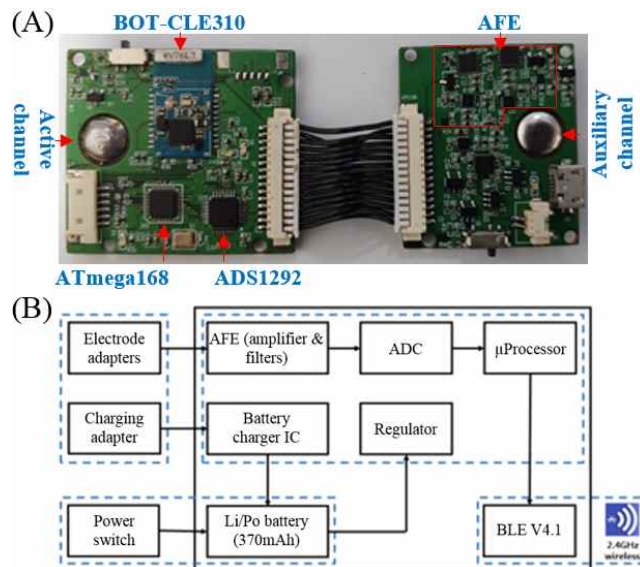 (A)
BOT-CLE310
AFE
Active
channel
Auxiliary
channel
ATmega168
ADS1292
(B)
Electrode
adapters
AFE (amplifier &
filters)
ADC
µProcessor
Charging
adapter
Battery
charger IC
Regulator
Power
switch
Li/Po battery
(370mAh)
BLE V4.1
2.4GHz
wireless